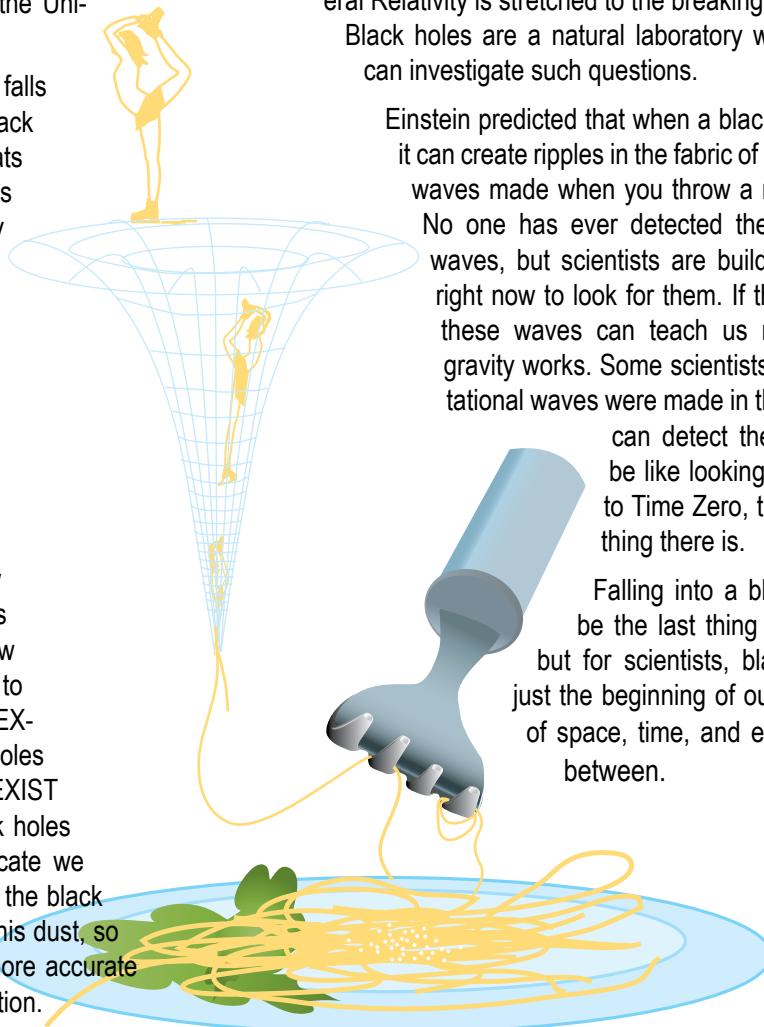 the Uni-
falls
ack
ats
s
y
s
w
to
EX-
oles
EXIST
k holes
cate we
the black
his dust, so
ore accurate
tion.
eral Relativity is stretched to the breaking
Black holes are a natural laboratory w
can investigate such questions.
Einstein predicted that when a blac
it can create ripples in the fabric of
waves made when you throw a r
No one has ever detected the
waves, but scientists are build
right now to look for them. If th
these waves can teach us n
gravity works. Some scientists
tational waves were made in th
can detect the
be like looking
to Time Zero, t
thing there is.
Falling into a bl
be the last thing
but for scientists, bla
just the beginning of ou
of space, time, and e
between.